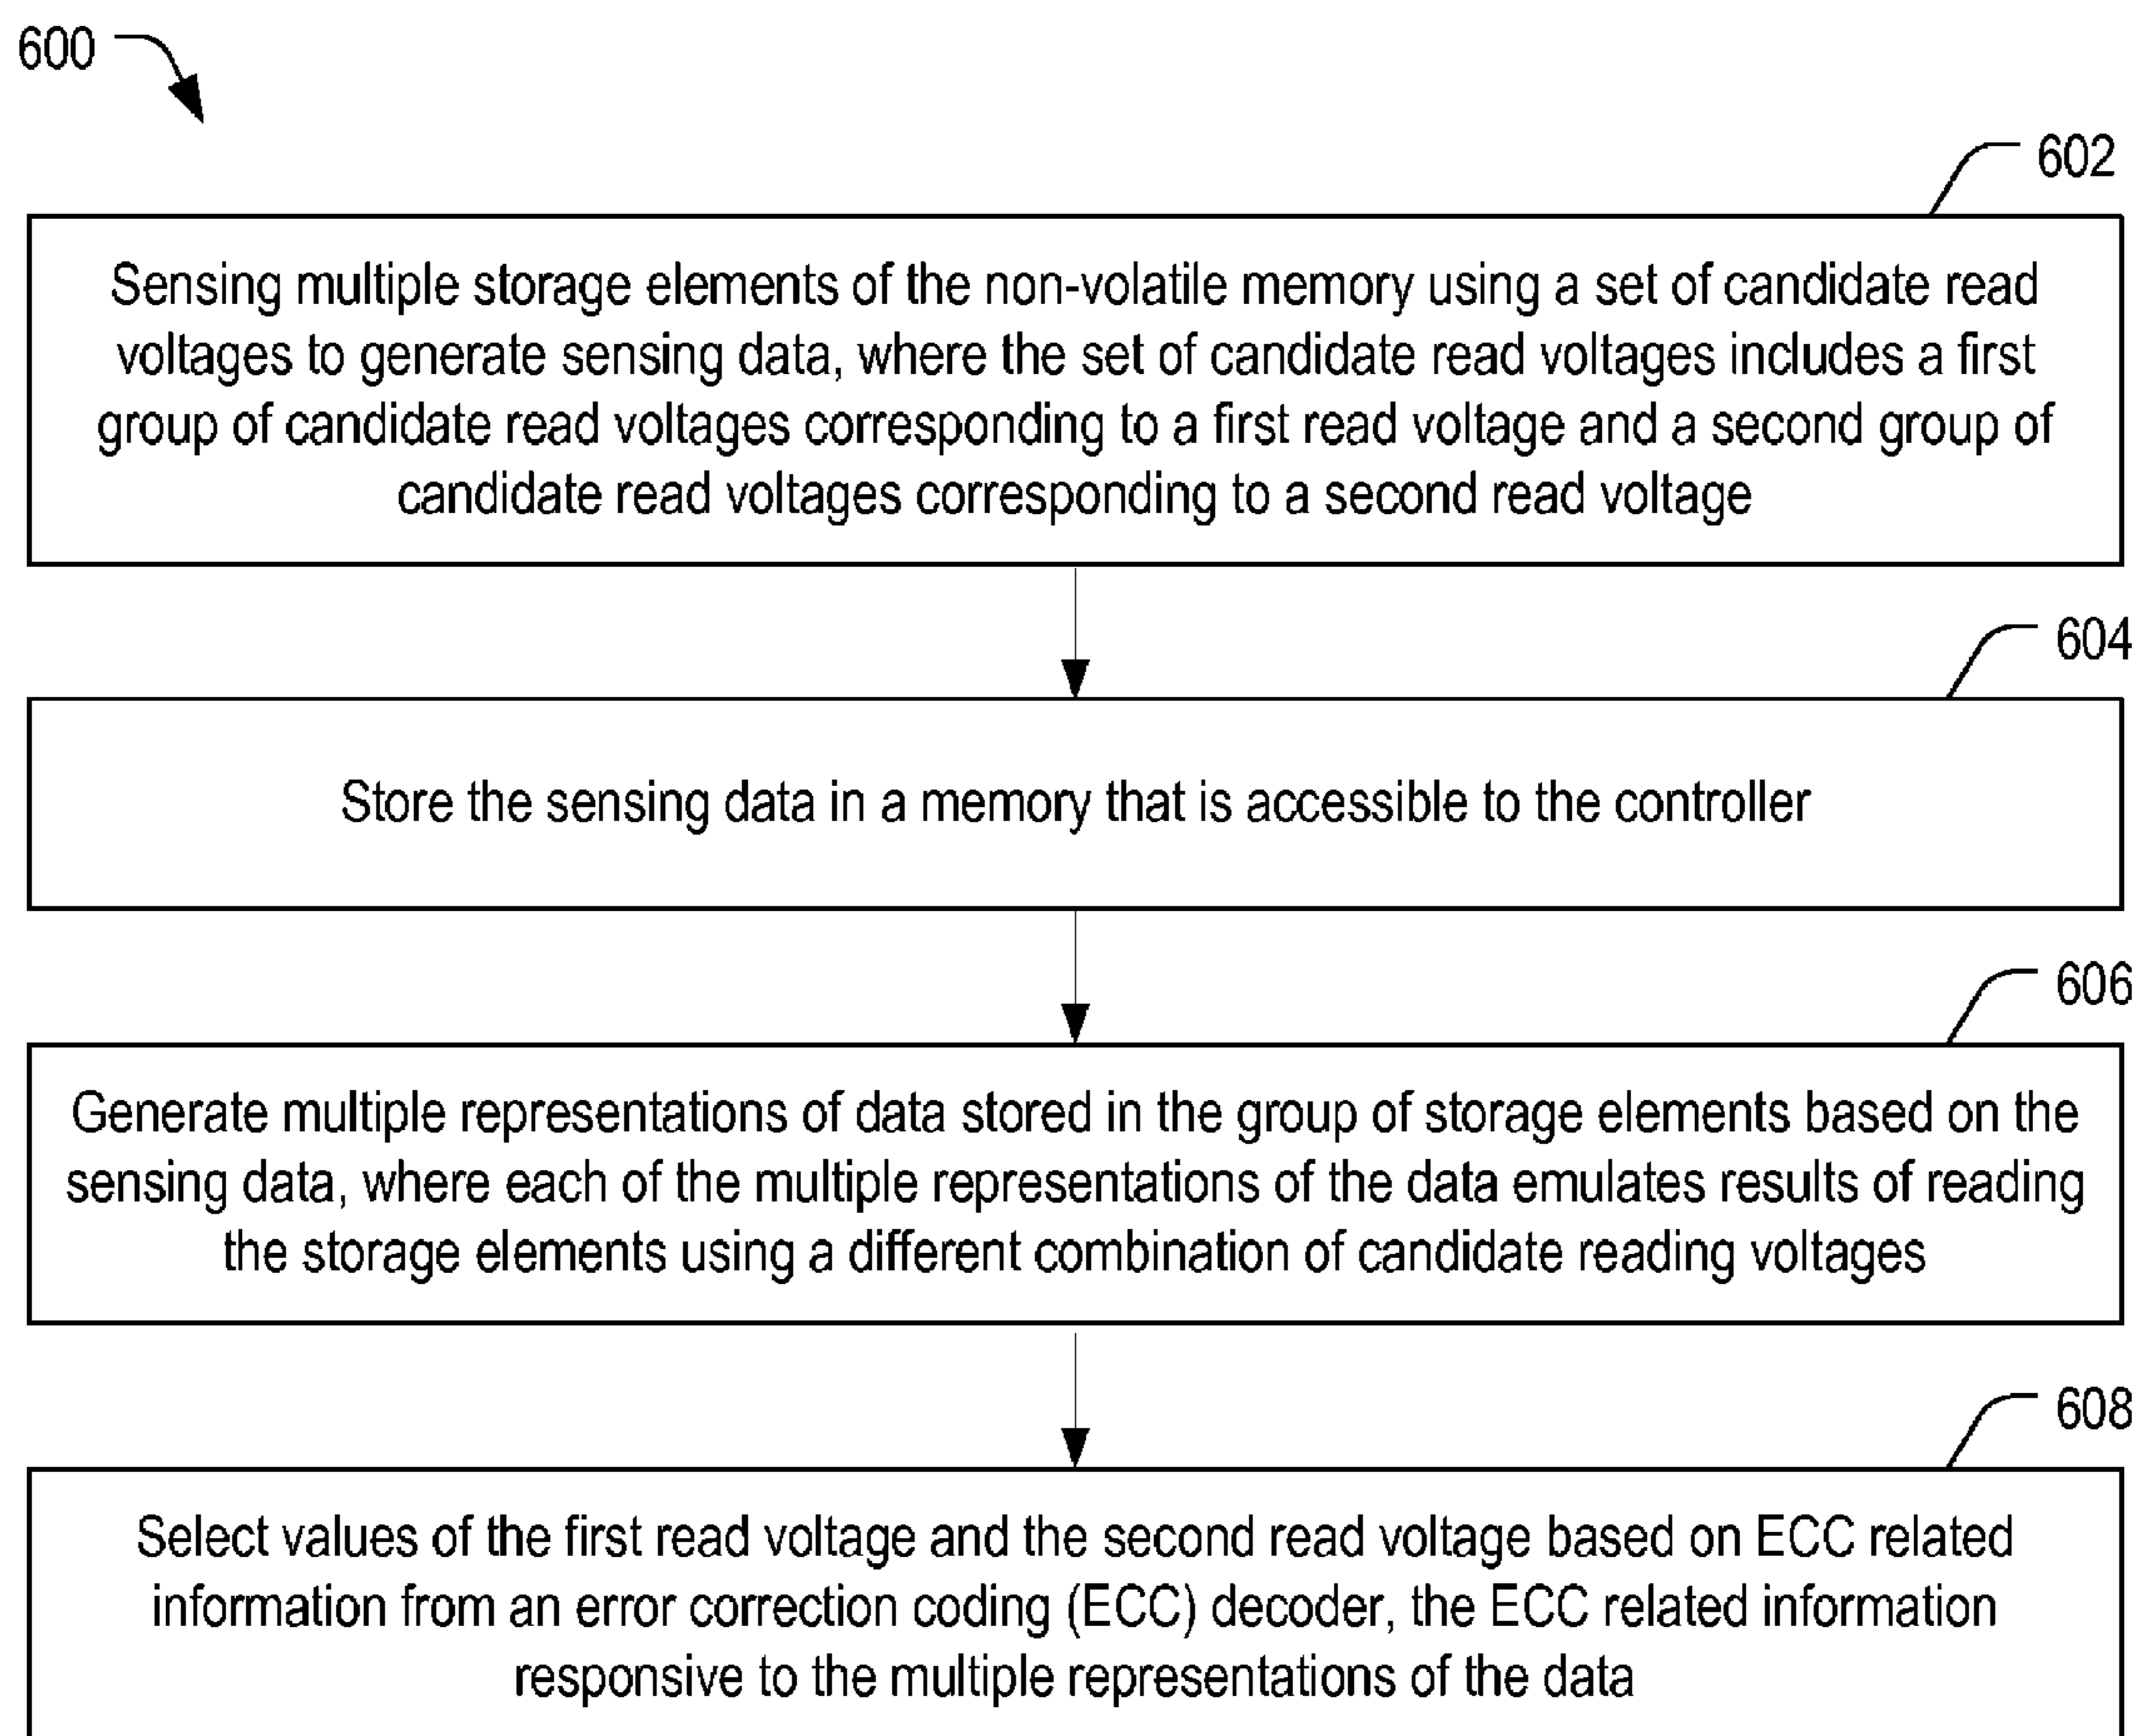 600
602
Sensing multiple storage elements of the non-volatile memory using a set of candidate read
voltages to generate sensing data, where the set of candidate read voltages includes a first
group of candidate read voltages corresponding to a first read voltage and a second group of
candidate read voltages corresponding to a second read voltage
604
Store the sensing data in a memory that is accessible to the controller
606
Generate multiple representations of data stored in the group of storage elements based on the
sensing data, where each of the multiple representations of the data emulates results of reading
the storage elements using a different combination of candidate reading voltages
608
Select values of the first read voltage and the second read voltage based on ECC related
information from an error correction coding (ECC) decoder, the ECC related information
responsive to the multiple representations of the data